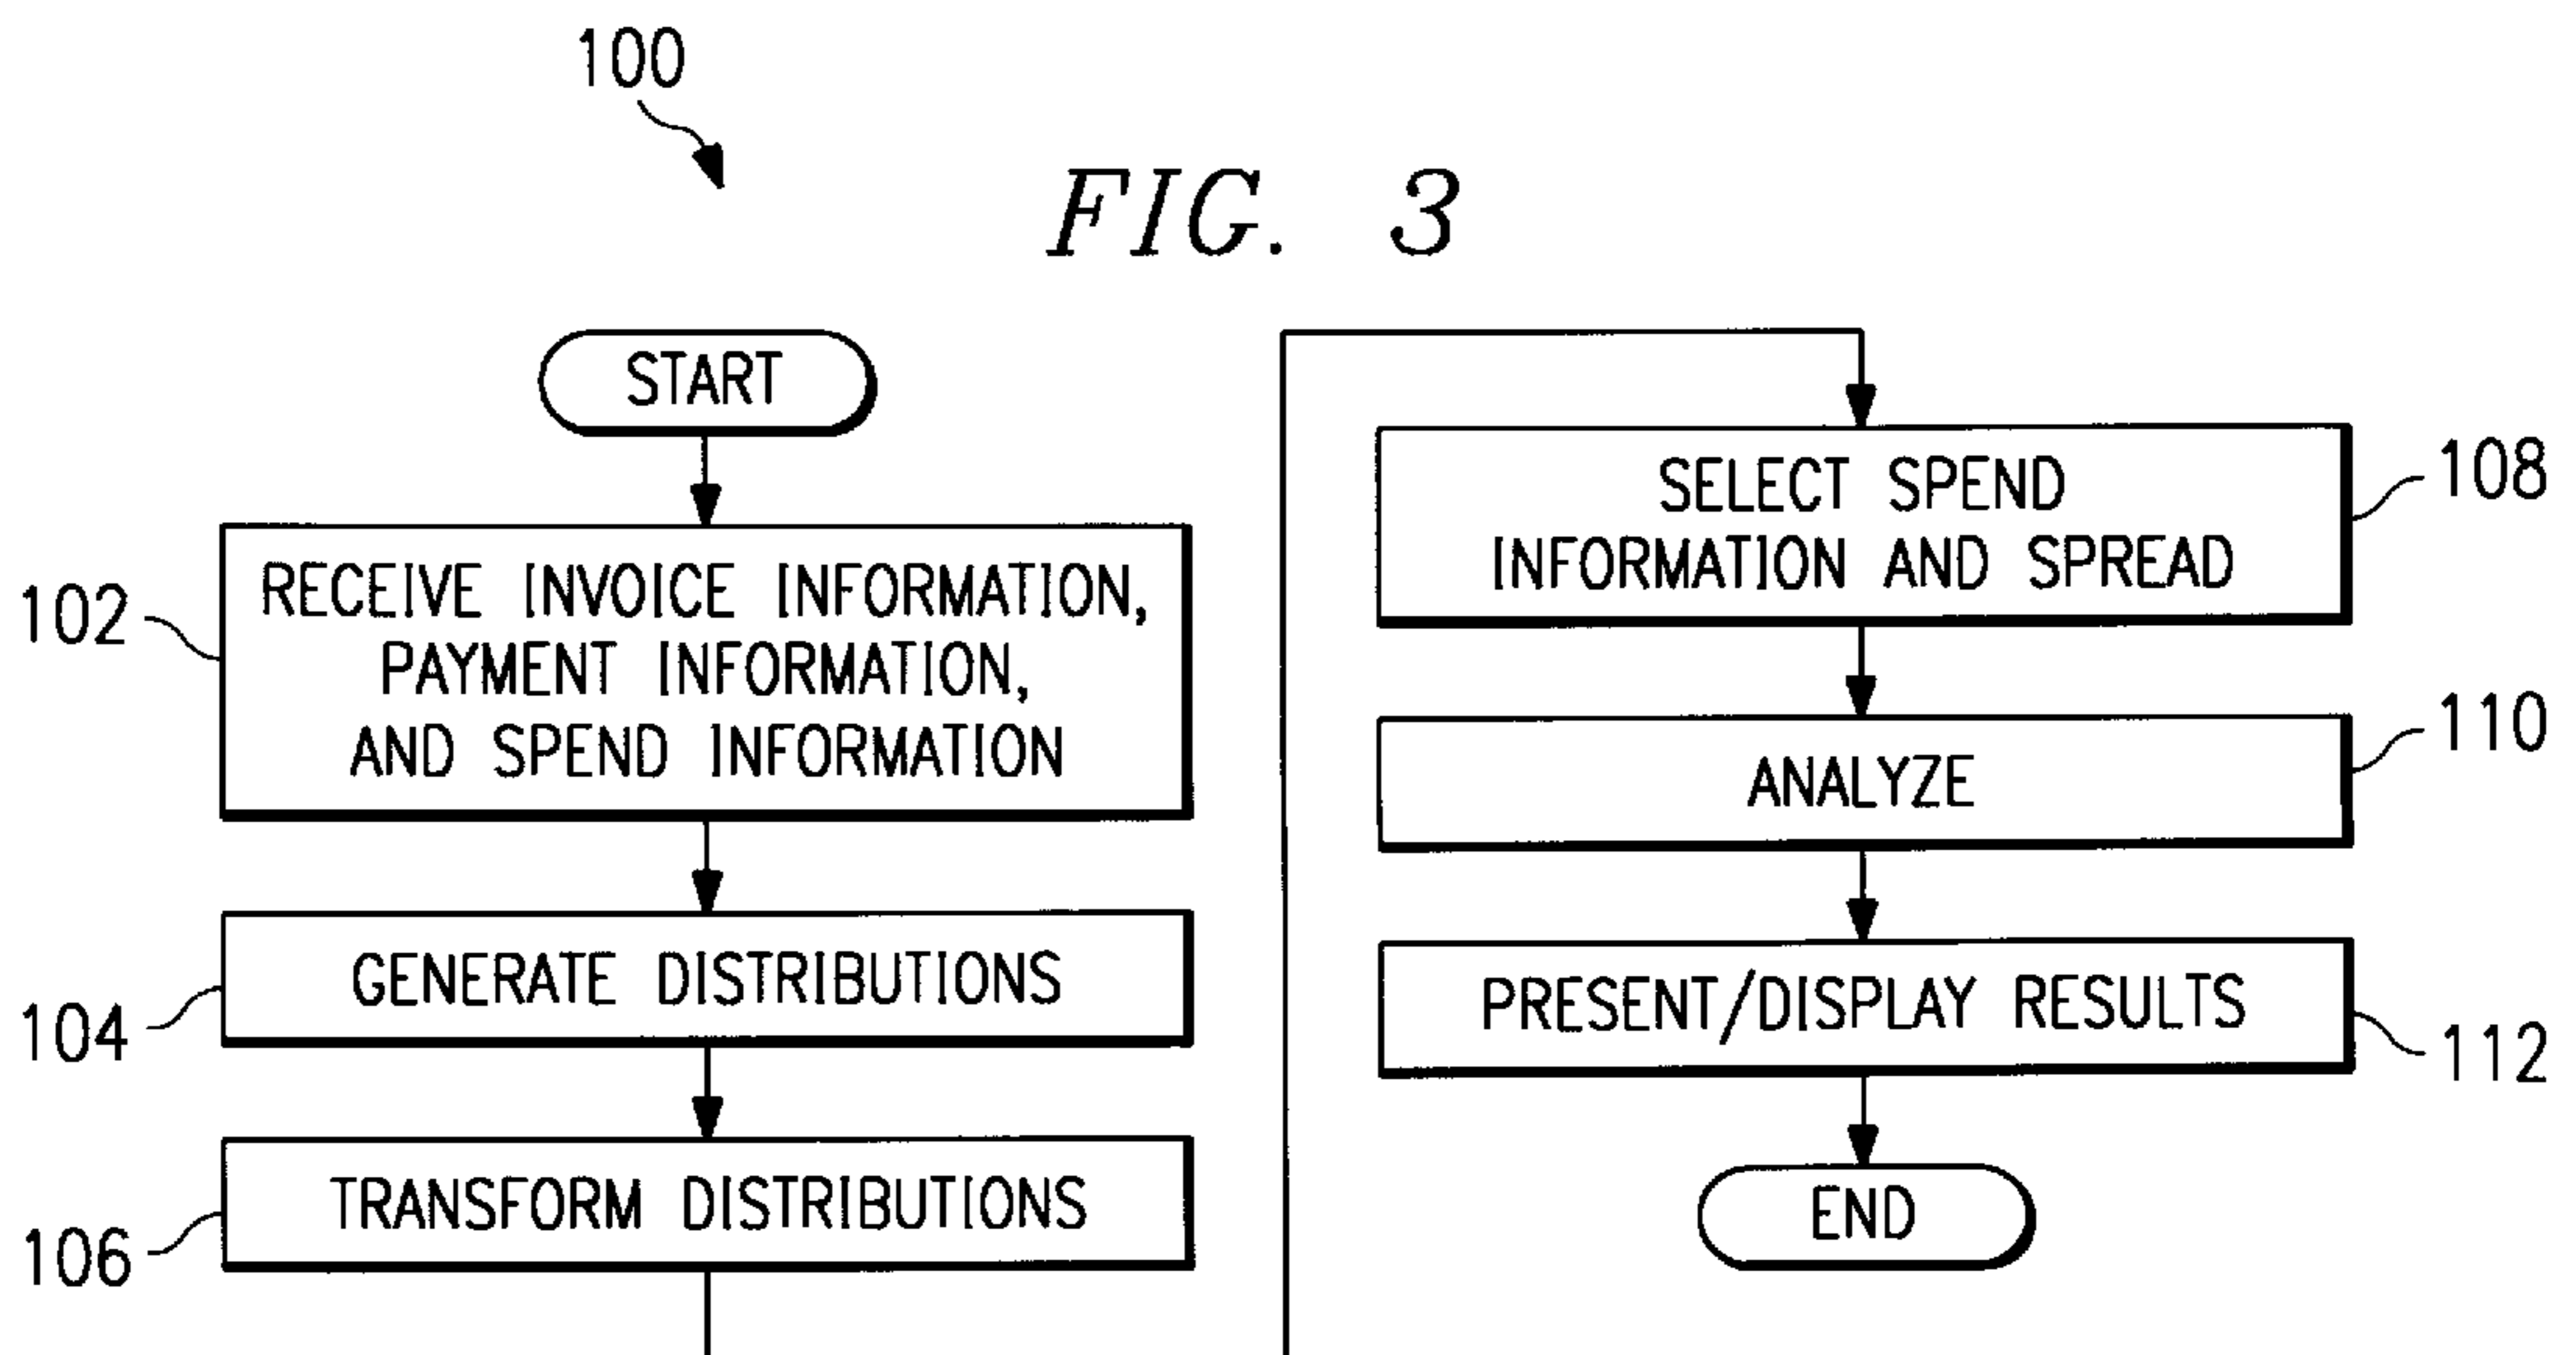 100
FIG. 3
START
102
RECEIVE INVOICE INFORMATION,
PAYMENT INFORMATION,
AND SPEND INFORMATION
104
GENERATE DISTRIBUTIONS
106
TRANSFORM DISTRIBUTIONS
SELECT SPEND
INFORMATION AND SPREAD
108
ANALYZE
110
PRESENT/DISPLAY RESULTS
112
END